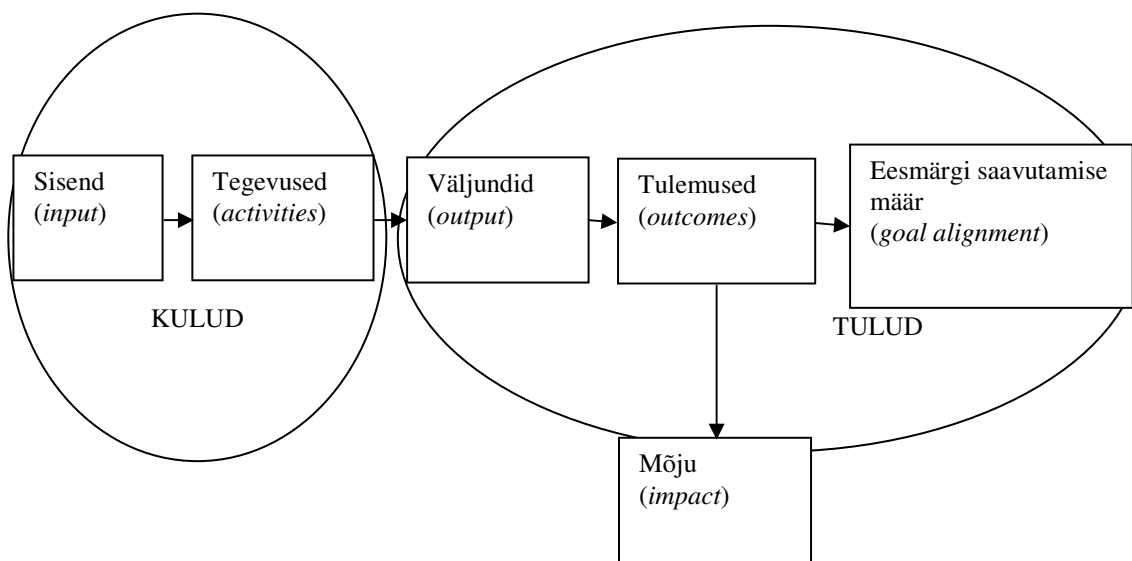 Sisend
(input)
Tegevused
(activities)
Väljundid
(output)
Tulemused
(outcomes)
Eesmärgi saavutamise
määr
(goal alignment)
KULUD
TULUD
Mõju
(impact)